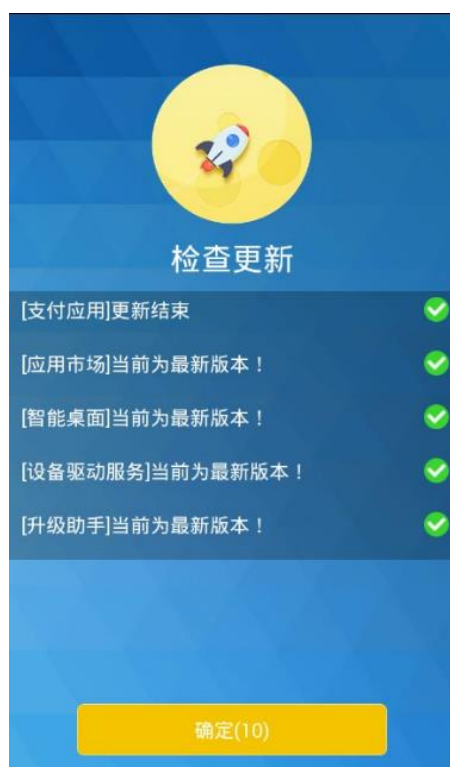 检查更新
[支付应用]更新结束
[应用市场]当前为最新版本！
[智能桌面]当前为最新版本！
[设备驱动服务]当前为最新版本！
[升级助手]当前为最新版本！
确定(10)